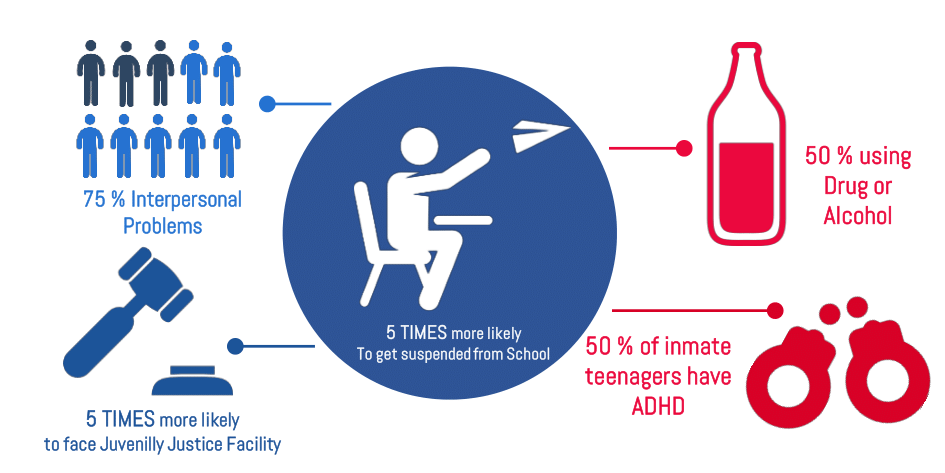 75 % Interpersonal
Problems
5 TIMES more likely
to face Juvenilly Justice Facility
5 TIMES more likely
To get suspended from School
50 % using
Drug or
Alcohol
50 % of inmate
teenagers have
ADHD